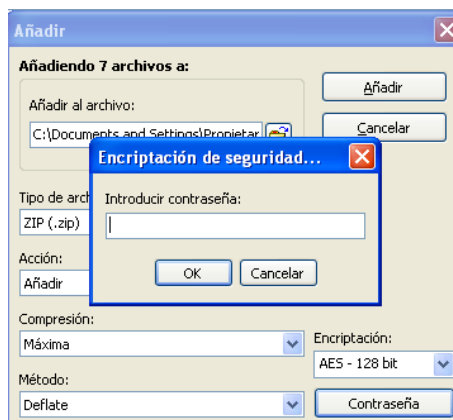 Añadir
Añadiendo 7 archivos a:
Añadir
Añadir al archivo:
Cancelar
C:\Documents and Settings\Propietar
Encriptación de seguridad...
Tipo de arch
Introducir contraseña:
ZIP (.zip)
Acción:
OK
Cancelar
Añadir
Compresión:
Máxima
Encriptación:
AES - 128 bit
Método:
Deflate
Contraseña